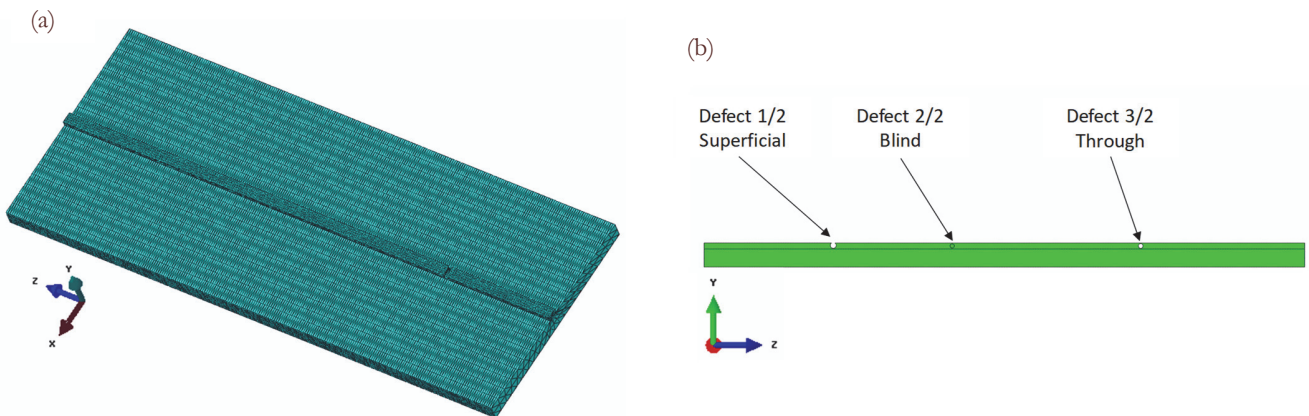 (a)
Y
Z
X
(b)
Defect 1/2
Superficial
Defect 2/2
Blind
Defect 3/2
Through
Y
Z